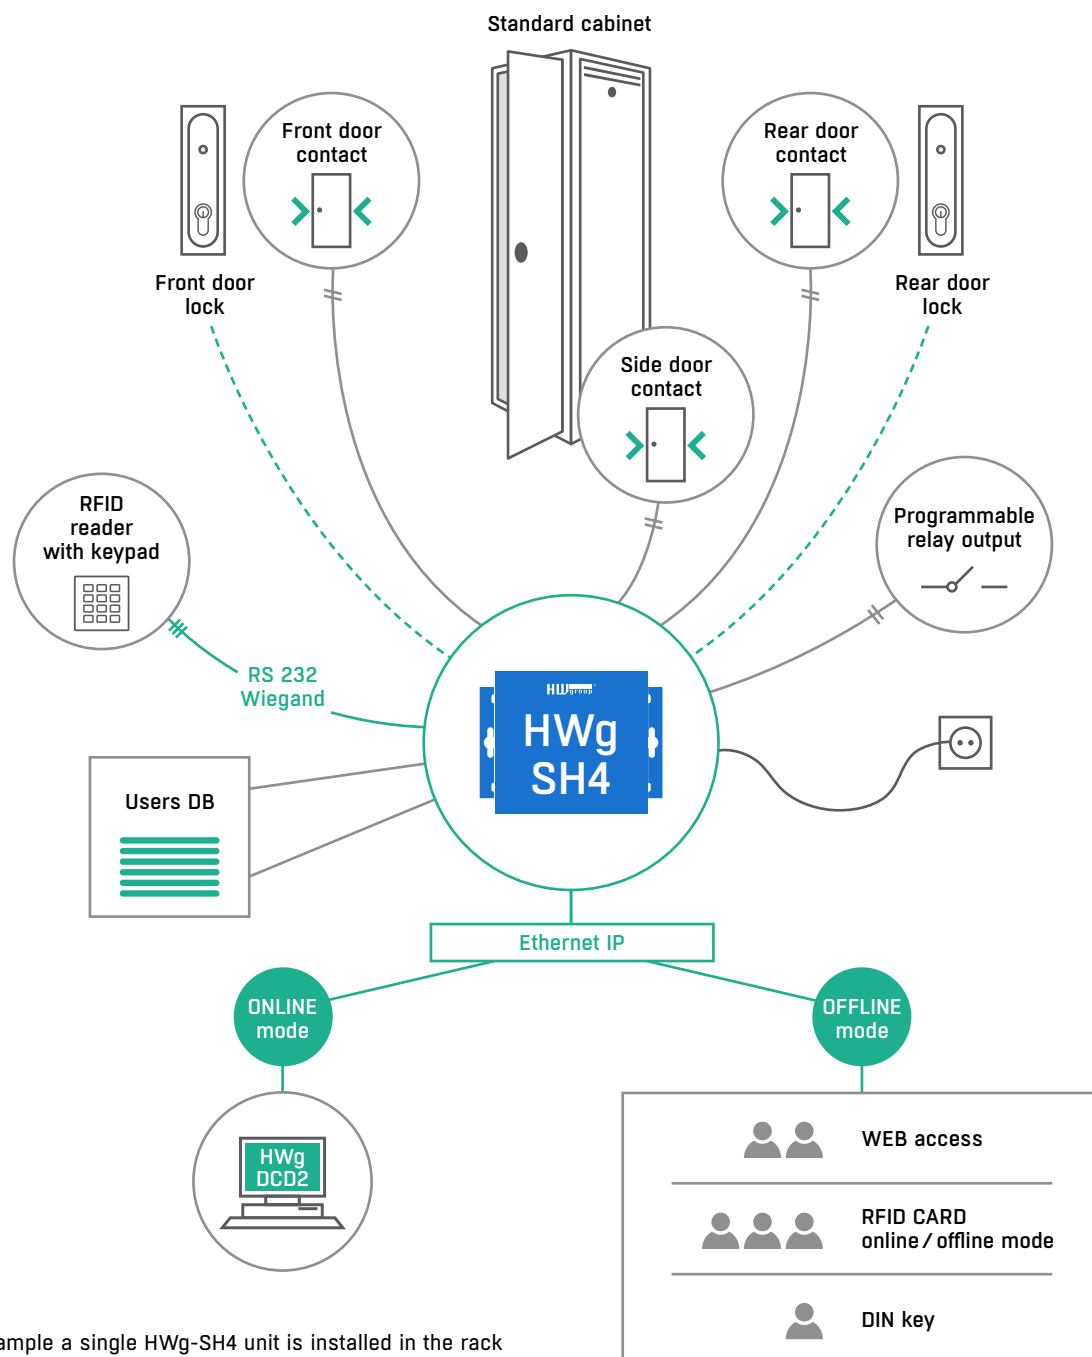 Standard cabinet
Front door
contact
Rear door
contact
Front door
lock
Rear door
lock
Side door
contact
RFID
reader
with keypad
Programmable
relay output
RS 232
Wiegand
HWgroup
HWg
SH4
Users DB
Ethernet IP
ONLINE
mode
OFFLINE
mode
HWg
DCD2
WEB access
RFID CARD
online / offline mode
DIN key
ample a single HWg-SH4 unit is installed in the rack